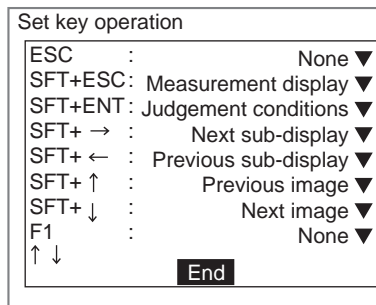 Set key operation
ESC : None ▼
SFT+ESC : Measurement display ▼
SFT+ENT : Judgement conditions ▼
SFT+ → : Next sub-display ▼
SFT+ ← : Previous sub-display ▼
SFT+ ↑ : Previous image ▼
SFT+ ↓ : Next image ▼
F1 : None ▼
↑ ↓
End